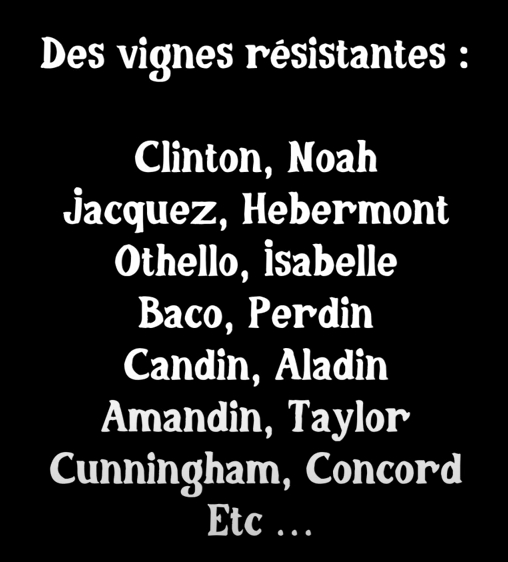 Des vignes résistantes :
Clinton, Noah
jacquez, Hebermont
Othello, isabelle
Baco, Perdin
Candin, Aladin
Amandin, Taylor
Cunningham, Concord
Etc ...